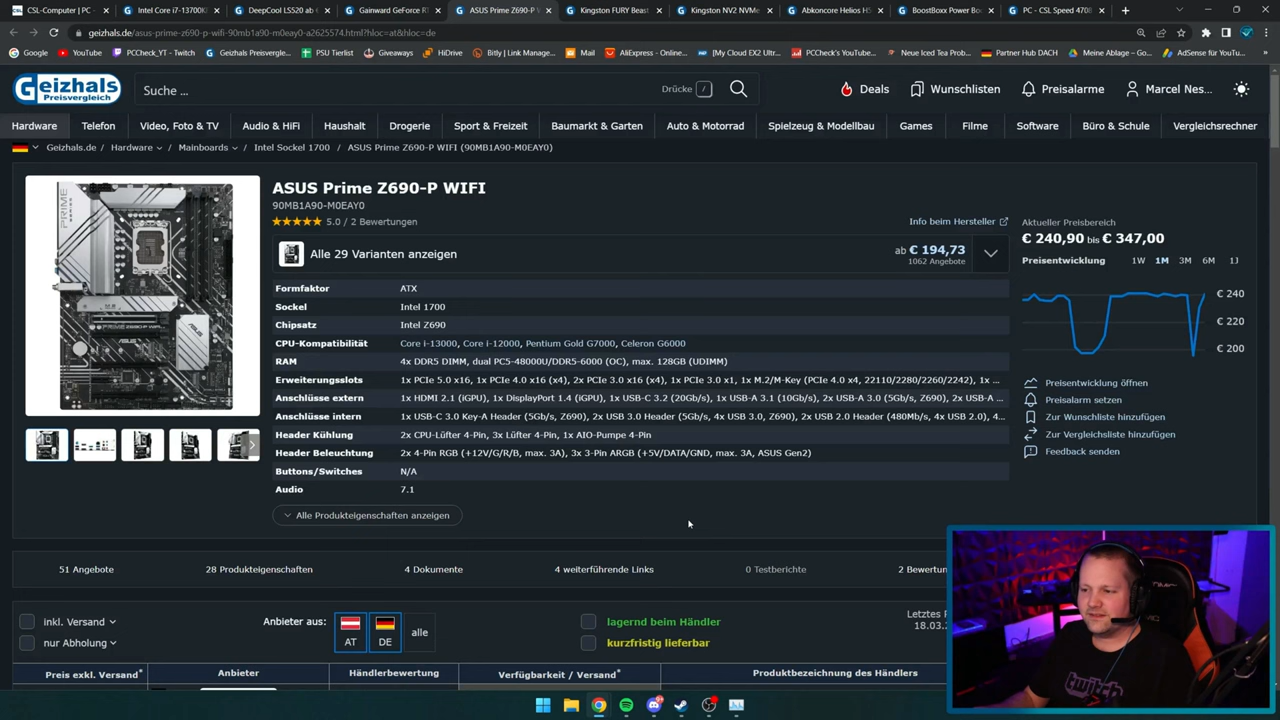 CSL-Computer | PC -
Intel Core i7-13700K
DeepCool LS520 ab
Gainward GeForce R
ASUS Prime Z690-P W
Kingston FURY Beast
Kingston NV2 NVMe
Abkoncore Helios H5
BoostBoxx Power Bo
PC - CSL Speed 4708
geizhals.de/asus-prime-z690-p-wifi-90mb1a90-m0eay0-a2625574.html?hloc=at&hloc=de
Google
YouTube
PCCheck_YT - Twitch
Geizhals Preisvergle...
PSU Tierlist
Giveaways
HiDrive
Bitly | Link Manage...
Mail
AliExpress - Online...
[My Cloud EX2 Ultr...
PCCheck's YouTube...
Neue Iced Tea Prob...
Partner Hub DACH
Meine Ablage – Go...
AdSense für YouT...
Geizhals
Preisvergleich
Suche ...
Drücke /
Deals
Wunschlisten
Preisalarme
Marcel Nes...
Hardware
Telefon
Video, Foto & TV
Audio & HiFi
Haushalt
Drogerie
Sport & Freizeit
Baumarkt & Garten
Auto & Motorrad
Spielzeug & Modellbau
Games
Filme
Software
Büro & Schule
Vergleichsrechner
Geizhals.de / Hardware / Mainboards / Intel Sockel 1700 / ASUS Prime Z690-P WIFI (90MB1A90-M0EAY0)
ASUS Prime Z690-P WIFI
90MB1A90-M0EAY0
5.0 / 2 Bewertungen
Info beim Hersteller
Alle 29 Varianten anzeigen
ab € 194,73
1062 Angebote
Formfaktor ATX
Sockel Intel 1700
Chipsatz Intel Z690
CPU-Kompatibilität Core i-13000, Core i-12000, Pentium Gold G7000, Celeron G6000
RAM 4x DDR5 DIMM, dual PC5-48000U/DDR5-6000 (OC), max. 128GB (UDIMM)
Erweiterungsslots 1x PCIe 5.0 x16, 1x PCIe 4.0 x16 (x4), 2x PCIe 3.0 x16 (x4), 1x PCIe 3.0 x1, 1x M.2/M-Key (PCIe 4.0 x4, 22110/2280/2260/2242), 1x ...
Anschlüsse extern 1x HDMI 2.1 (iGPU), 1x DisplayPort 1.4 (iGPU), 1x USB-C 3.2 (20Gb/s), 1x USB-A 3.1 (10Gb/s), 2x USB-A 3.0 (5Gb/s), 2x USB-A ...
Anschlüsse intern 1x USB-C 3.0 Key-A Header (5Gb/s, Z690), 2x USB 3.0 Header (5Gb/s, 4x USB 3.0, Z690), 2x USB 2.0 Header (480Mb/s, 4x USB 2.0), 4...
Header Kühlung 2x CPU-Lüfter 4-Pin, 3x Lüfter 4-Pin, 1x AIO-Pumpe 4-Pin
Header Beleuchtung 2x 4-Pin RGB (+12V/G/R/B, max. 3A), 3x 3-Pin ARGB (+5V/DATA/GND, max. 3A, ASUS Gen2)
Buttons/Switches N/A
Audio 7.1
Alle Produkteigenschaften anzeigen
Aktueller Preisbereich
€ 240,90 bis € 347,00
Preisentwicklung 1W 1M 3M 6M 1J
€ 240
€ 220
€ 200
Preisentwicklung öffnen
Preisalarm setzen
Zur Wunschliste hinzufügen
Zur Vergleichsliste hinzufügen
Feedback senden
51 Angebote
28 Produkteigenschaften
4 Dokumente
4 weiterführende Links
0 Testberichte
2 Bewertun
inkl. Versand
nur Abholung
Anbieter aus:
AT
DE
alle
lagernd beim Händler
kurzfristig lieferbar
Letztes P
18.03.2
Preis exkl. Versand*
Anbieter
Händlerbewertung
Verfügbarkeit / Versand*
Produktbezeichnung des Händlers
PRIME
ASUS
twitch